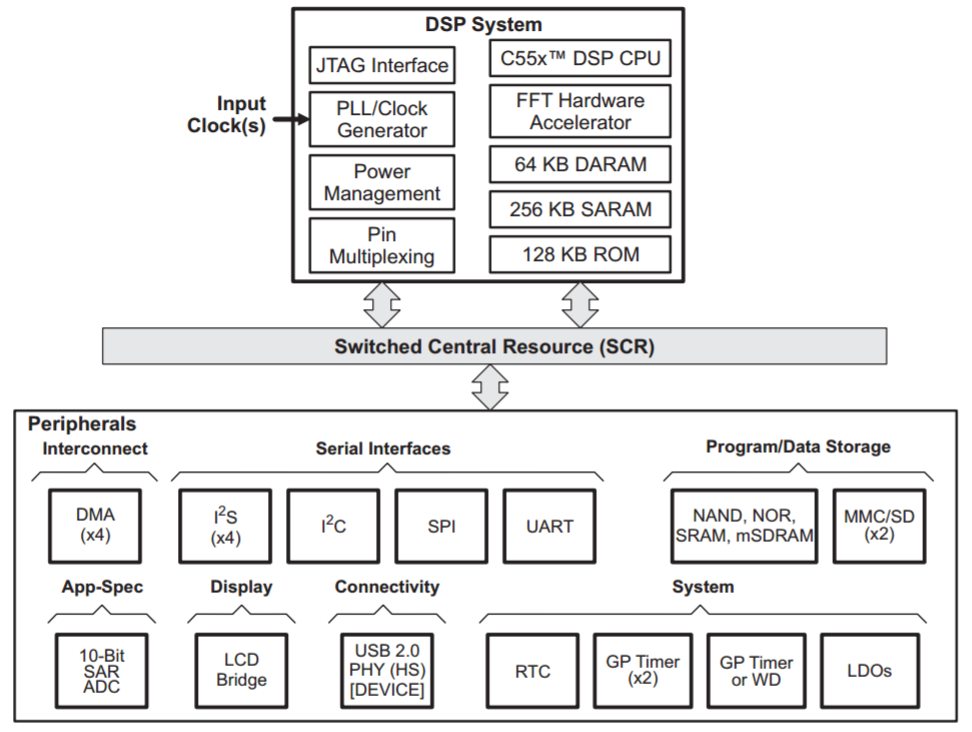 DSP System
JTAG Interface
C55x™ DSP CPU
Input
Clock(s)
PLL/Clock
Generator
FFT Hardware
Accelerator
Power
Management
64 KB DARAM
256 KB SARAM
Pin
Multiplexing
128 KB ROM
Switched Central Resource (SCR)
Peripherals
Interconnect
Serial Interfaces
Program/Data Storage
DMA
(x4)
I²S
(x4)
I²C
SPI
UART
NAND, NOR,
SRAM, mSDRAM
MMC/SD
(x2)
App-Spec
Display
Connectivity
System
10-Bit
SAR
ADC
LCD
Bridge
USB 2.0
PHY (HS)
[DEVICE]
RTC
GP Timer
(x2)
GP Timer
or WD
LDOs